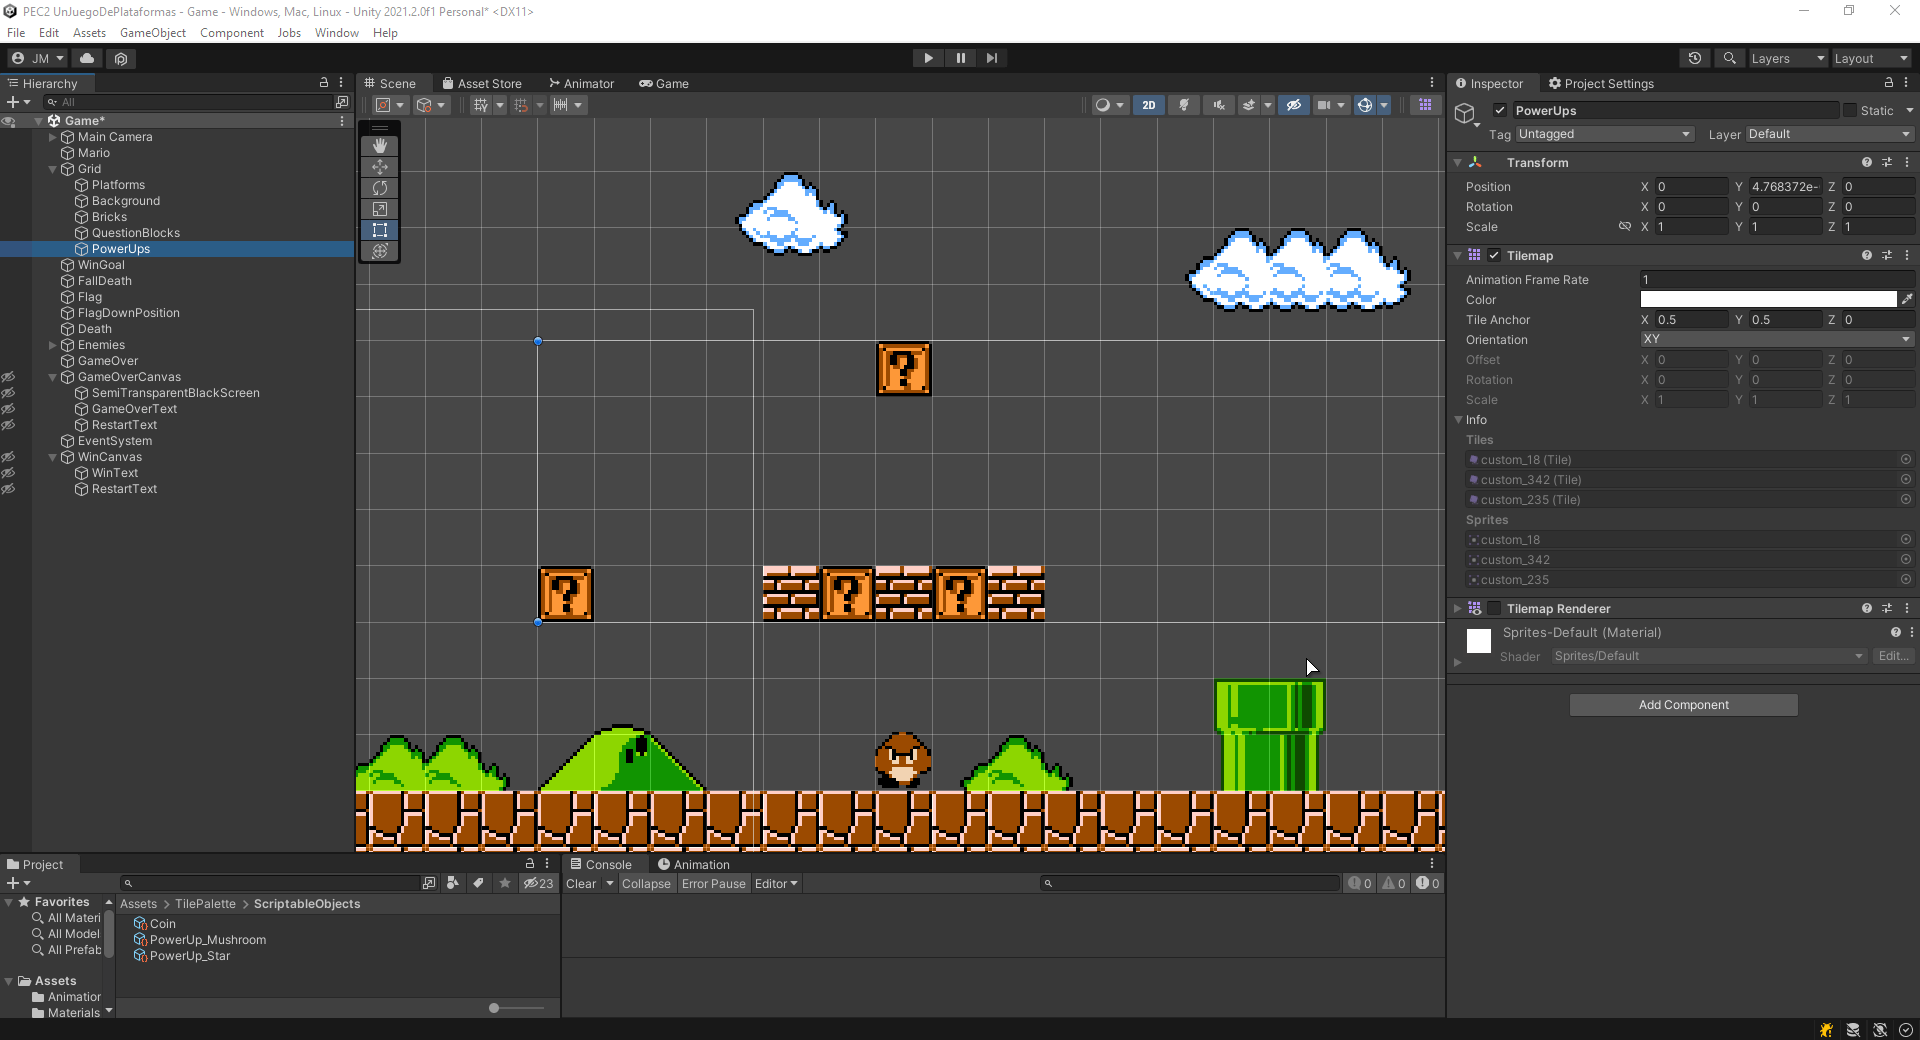 PEC2 UnJuegoDePlataformas - Game - Windows, Mac, Linux - Unity 2021.2.0f1 Personal* <DX11>
File Edit Assets GameObject Component Jobs Window Help
JM Layers Layout
Hierarchy
All
Game*
Main Camera
Mario
Grid
Platforms
Background
Bricks
QuestionBlocks
PowerUps
WinGoal
FallDeath
Flag
FlagDownPosition
Death
Enemies
GameOver
GameOverCanvas
SemiTransparentBlackScreen
GameOverText
RestartText
EventSystem
WinCanvas
WinText
RestartText
Scene Asset Store Animator Game
2D
?
? ? ?
Inspector Project Settings
PowerUps Static
Tag Untagged Layer Default
Transform
Position X 0 Y 4.768372e- Z 0
Rotation X 0 Y 0 Z 0
Scale X 1 Y 1 Z 1
Tilemap
Animation Frame Rate 1
Color
Tile Anchor X 0.5 Y 0.5 Z 0
Orientation XY
Offset X 0 Y 0 Z 0
Rotation X 0 Y 0 Z 0
Scale X 1 Y 1 Z 1
Info
Tiles
custom_18 (Tile)
custom_342 (Tile)
custom_235 (Tile)
Sprites
custom_18
custom_342
custom_235
Tilemap Renderer
Sprites-Default (Material)
Shader Sprites/Default Edit...
Add Component
Project
23
Favorites
All Materi
All Model
All Prefab
Assets
Animation
Materials
Assets > TilePalette > ScriptableObjects
Coin
PowerUp_Mushroom
PowerUp_Star
Console Animation
Clear Collapse Error Pause Editor 0 0 0